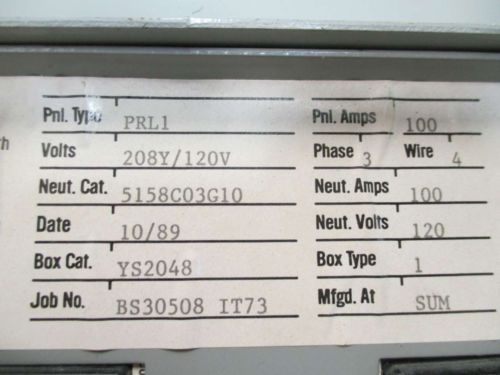 Pnl. Type PRL1 Pnl. Amps 100
Volts 208Y/120V Phase 3 Wire 4
Neut. Cat. 5158C03G10 Neut. Amps 100
Date 10/89 Neut. Volts 120
Box Cat. YS2048 Box Type 1
Job No. BS30508 IT73 Mfgd. At SUM